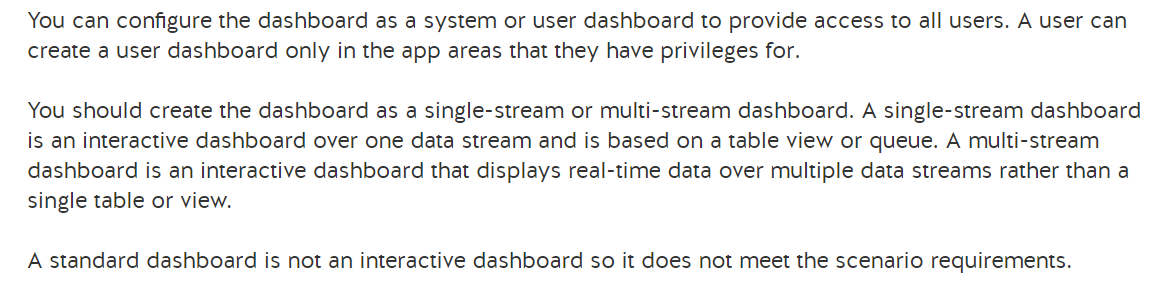 You can configure the dashboard as a system or user dashboard to provide access to all users. A user can
create a user dashboard only in the app areas that they have privileges for.
You should create the dashboard as a single-stream or multi-stream dashboard. A single-stream dashboard
is an interactive dashboard over one data stream and is based on a table view or queue. A multi-stream
dashboard is an interactive dashboard that displays real-time data over multiple data streams rather than a
single table or view.
A standard dashboard is not an interactive dashboard so it does not meet the scenario requirements.